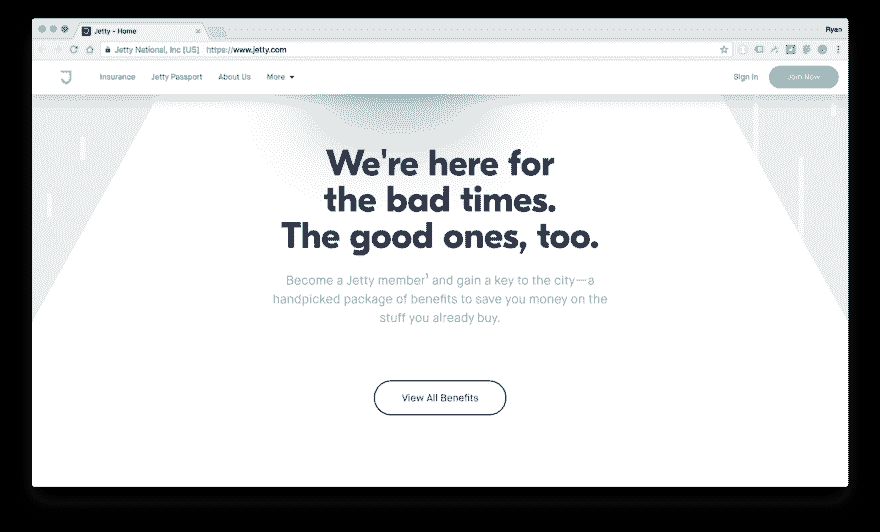 Jetty - Home
Ryan
Jetty National, Inc [US] https://www.jetty.com
Insurance Jetty Passport About Us More Sign In Join Now
We're here for
the bad times.
The good ones, too.
Become a Jetty member¹ and gain a key to the city—a
handpicked package of benefits to save you money on the
stuff you already buy.
View All Benefits